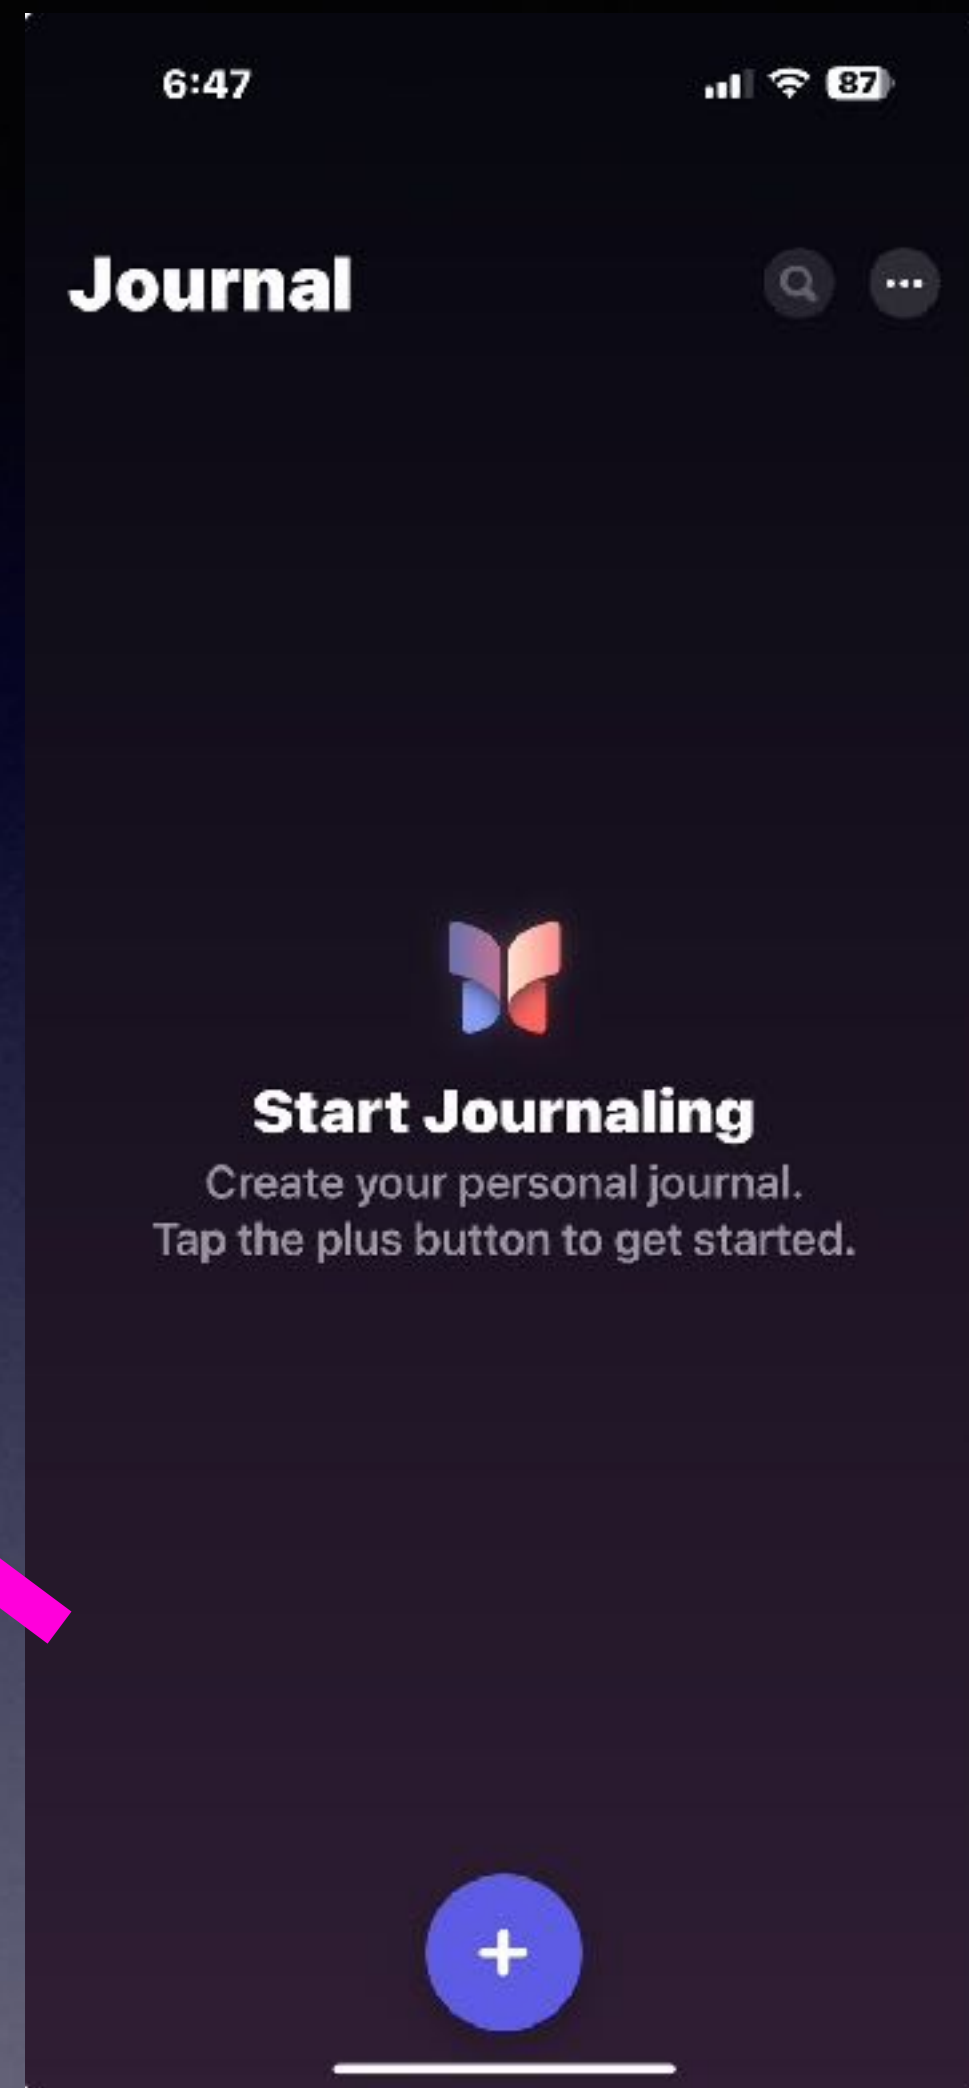 6:47
87
Journal
Start Journaling
Create your personal journal.
Tap the plus button to get started.